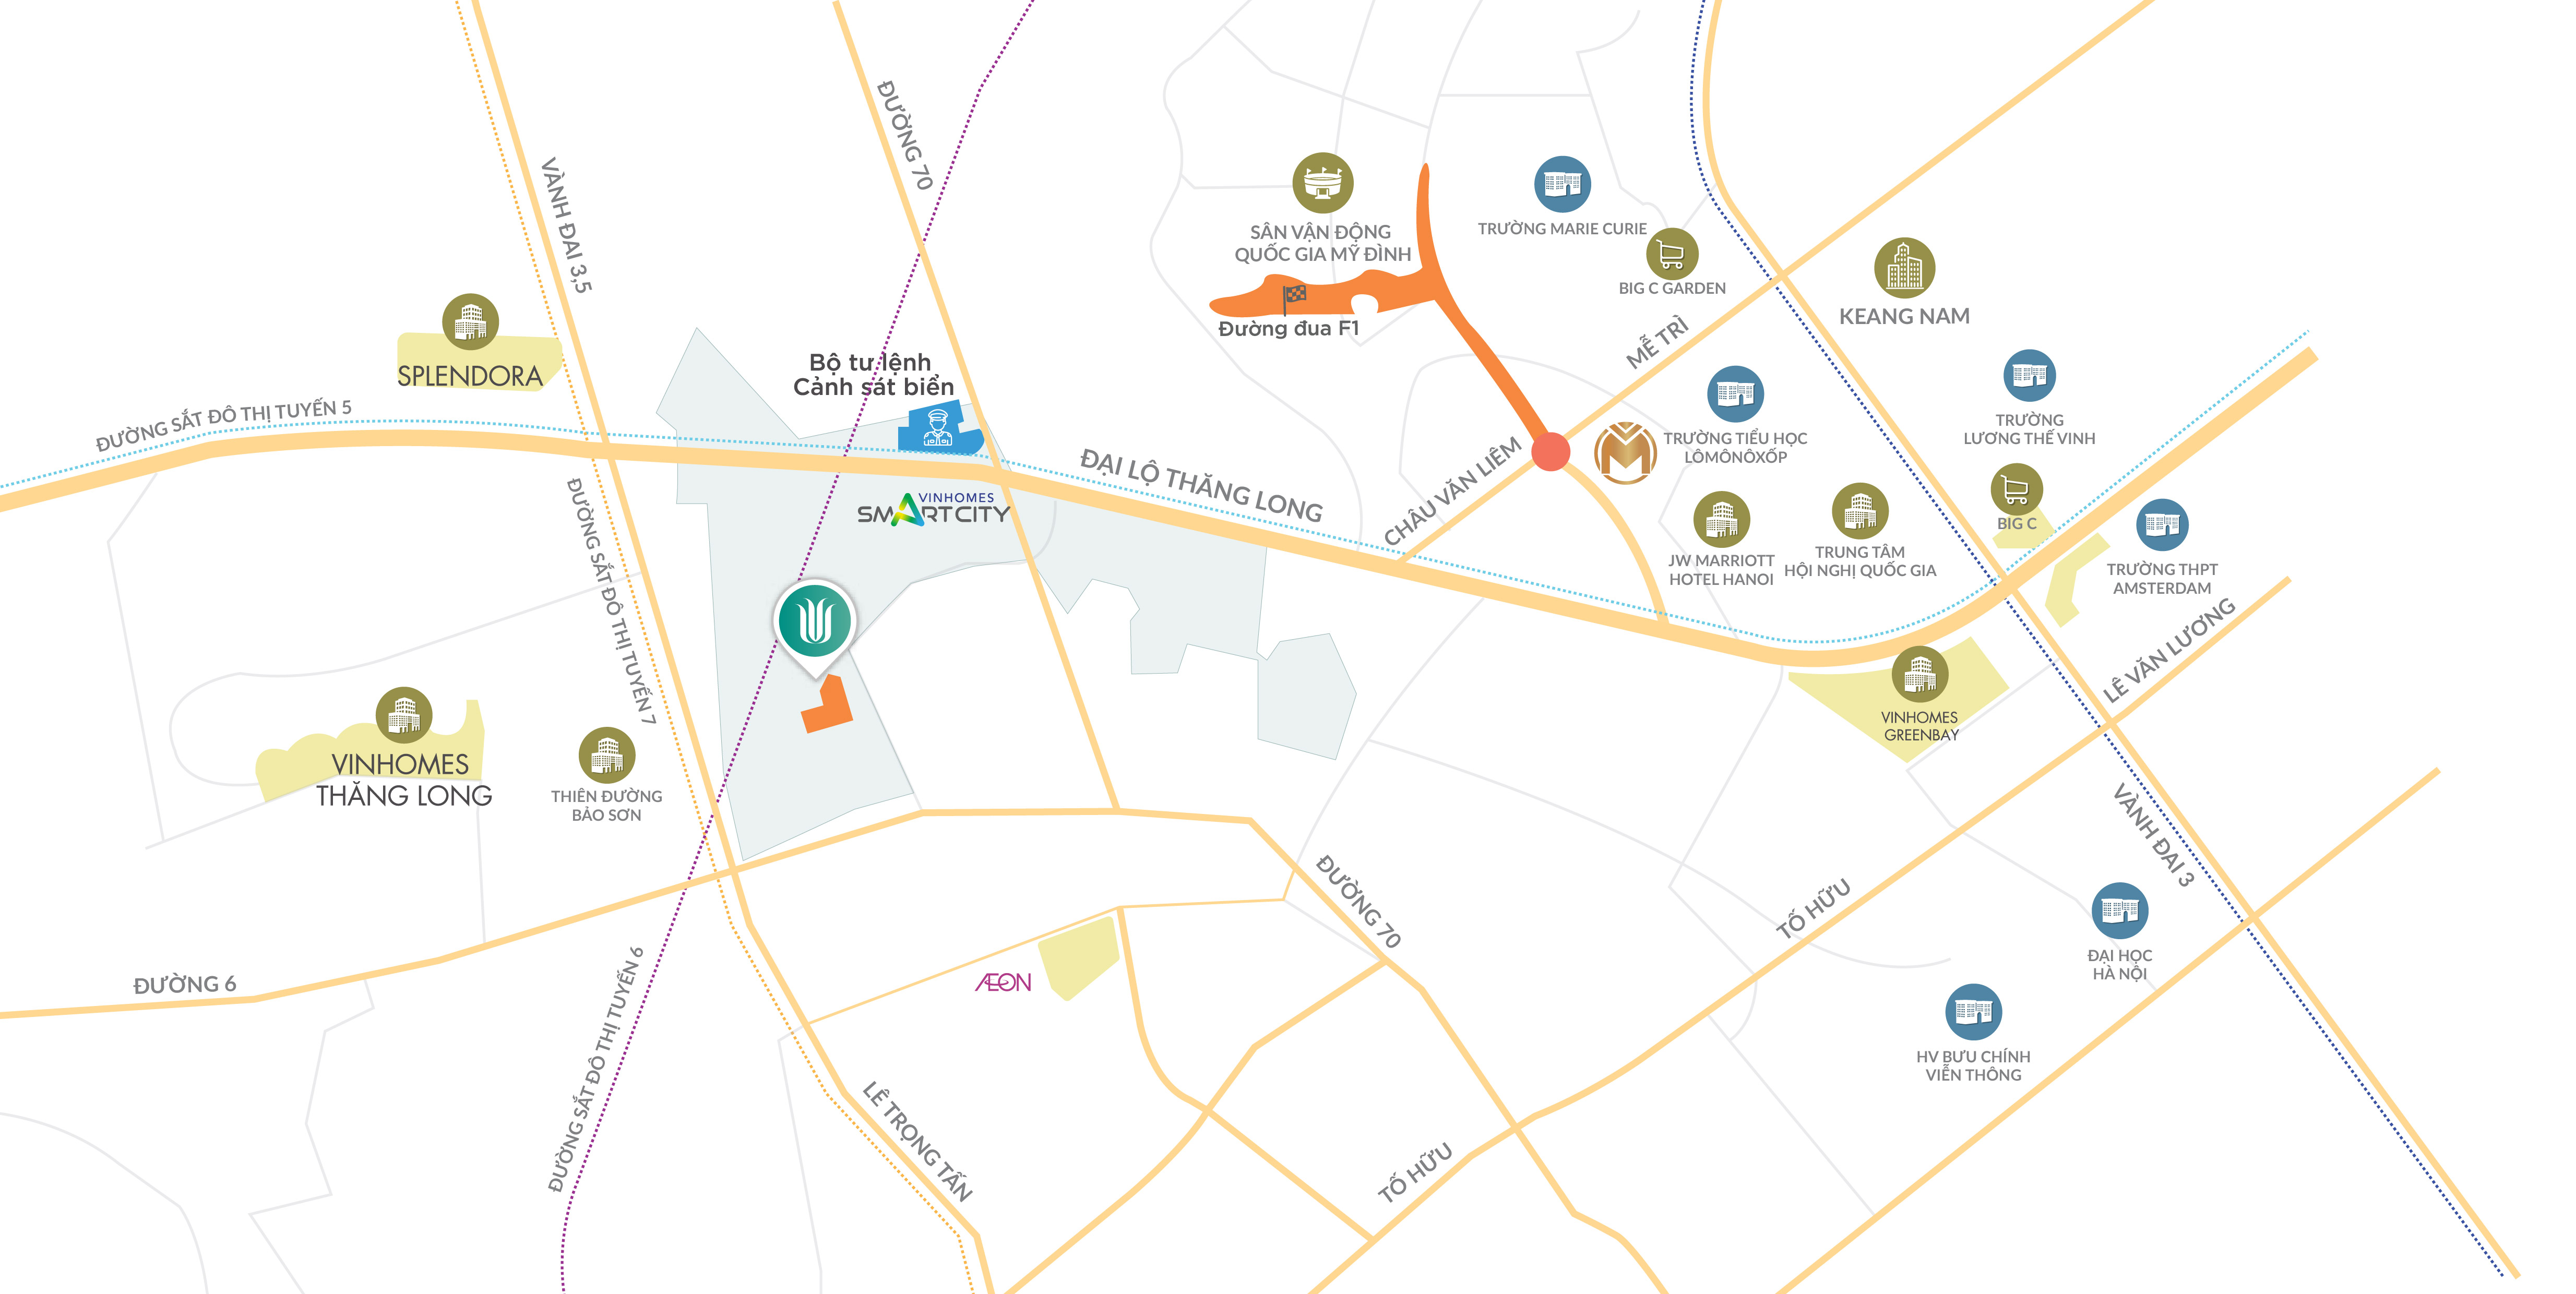 ĐƯỜNG 70
VÀNH ĐAI 3,5
SÂN VẬN ĐỘNG
QUỐC GIA MỸ ĐÌNH
TRƯỜNG MARIE CURIE
BIG C GARDEN
KEANG NAM
Đường đua F1
MỄ TRÌ
SPLENDORA
Bộ tư lệnh
Cảnh sát biển
ĐƯỜNG SẮT ĐÔ THỊ TUYẾN 5
TRƯỜNG
LƯƠNG THẾ VINH
TRƯỜNG TIỂU HỌC
LÔMÔNÔXỐP
ĐẠI LỘ THĂNG LONG
CHÂU VĂN LIÊM
VINHOMES
SMARTCITY
BIG C
JW MARRIOTT
HOTEL HANOI
TRUNG TÂM
HỘI NGHỊ QUỐC GIA
TRƯỜNG THPT
AMSTERDAM
ĐƯỜNG SẮT ĐÔ THỊ TUYẾN 7
LÊ VĂN LƯƠNG
VINHOMES
GREENBAY
VINHOMES
THĂNG LONG
THIÊN ĐƯỜNG
BẢO SƠN
VÀNH ĐAI 3
ĐƯỜNG 70
TỐ HỮU
ĐẠI HỌC
HÀ NỘI
ÆON
ĐƯỜNG 6
ĐƯỜNG SẮT ĐÔ THỊ TUYẾN 6
HV BƯU CHÍNH
VIỄN THÔNG
LÊ TRỌNG TẤN
TỐ HỮU